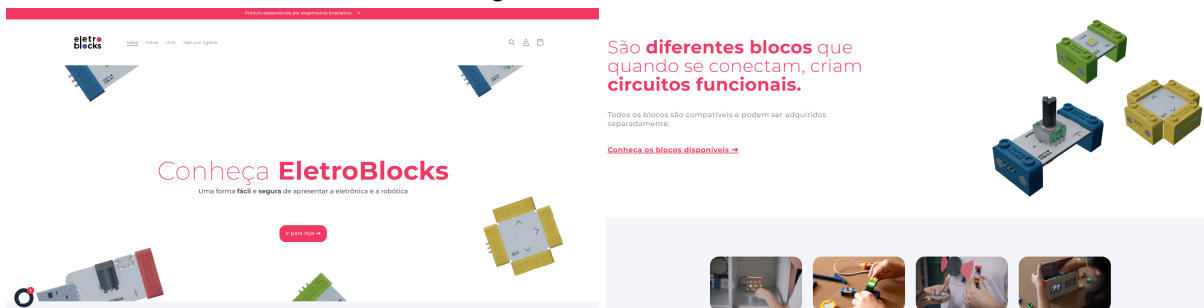 Produto desenvolvido por engenheiros brasileiros. →
eletro
blocks
Início Sobre LOJA Fale com a gente
Conheça EletroBlocks
Uma forma fácil e segura de apresentar a eletrônica e a robótica
Ir para loja →
São diferentes blocos que
quando se conectam, criam
circuitos funcionais.
Todos os blocos são compatíveis e podem ser adquiridos
separadamente.
Conheça os blocos disponíveis →